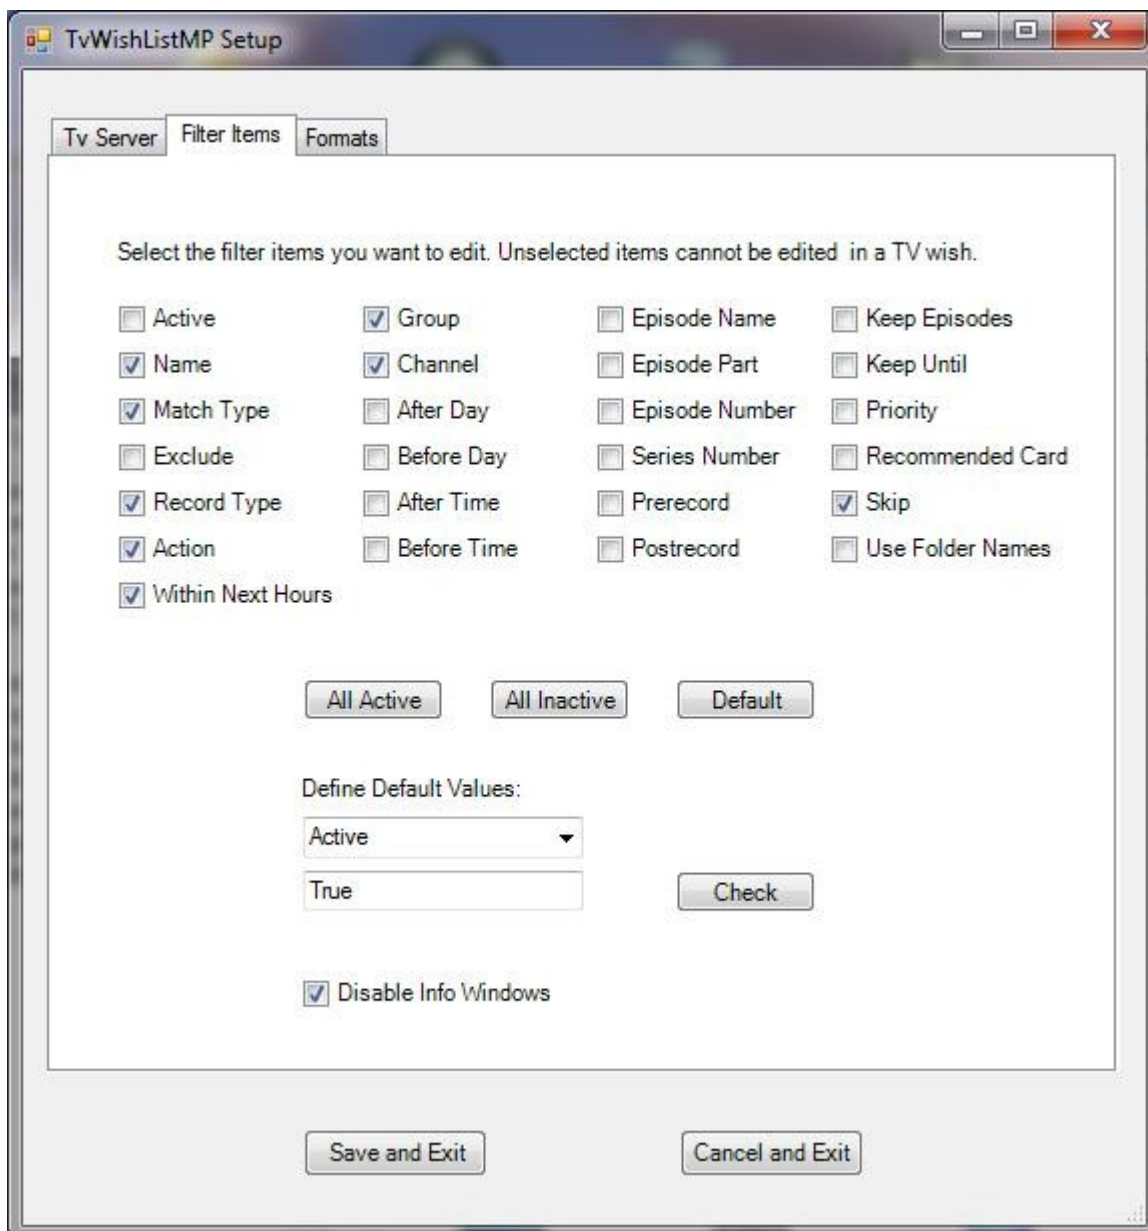 TvWishListMP Setup
Tv Server Filter Items Formats
Select the filter items you want to edit. Unselected items cannot be edited in a TV wish.
Active Group Episode Name Keep Episodes
Name Channel Episode Part Keep Until
Match Type After Day Episode Number Priority
Exclude Before Day Series Number Recommended Card
Record Type After Time Prerecord Skip
Action Before Time Postrecord Use Folder Names
Within Next Hours
All Active All Inactive Default
Define Default Values:
Active
True Check
Disable Info Windows
Save and Exit Cancel and Exit